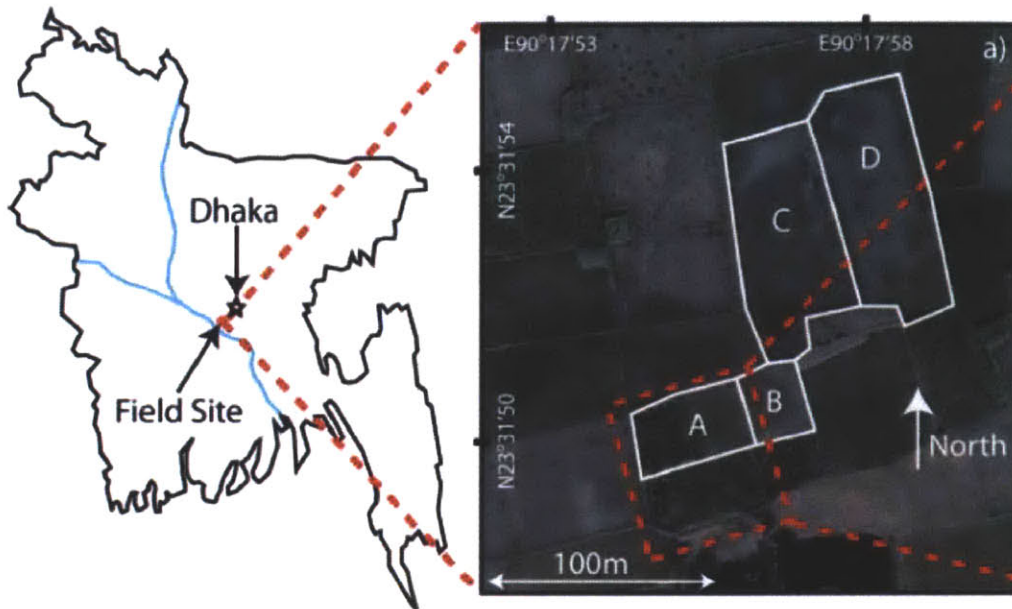 Dhaka
Field Site
E90°17'53
E90°17'58
a)
N23°31'54
N23°31'50
C
D
A
B
North
100m